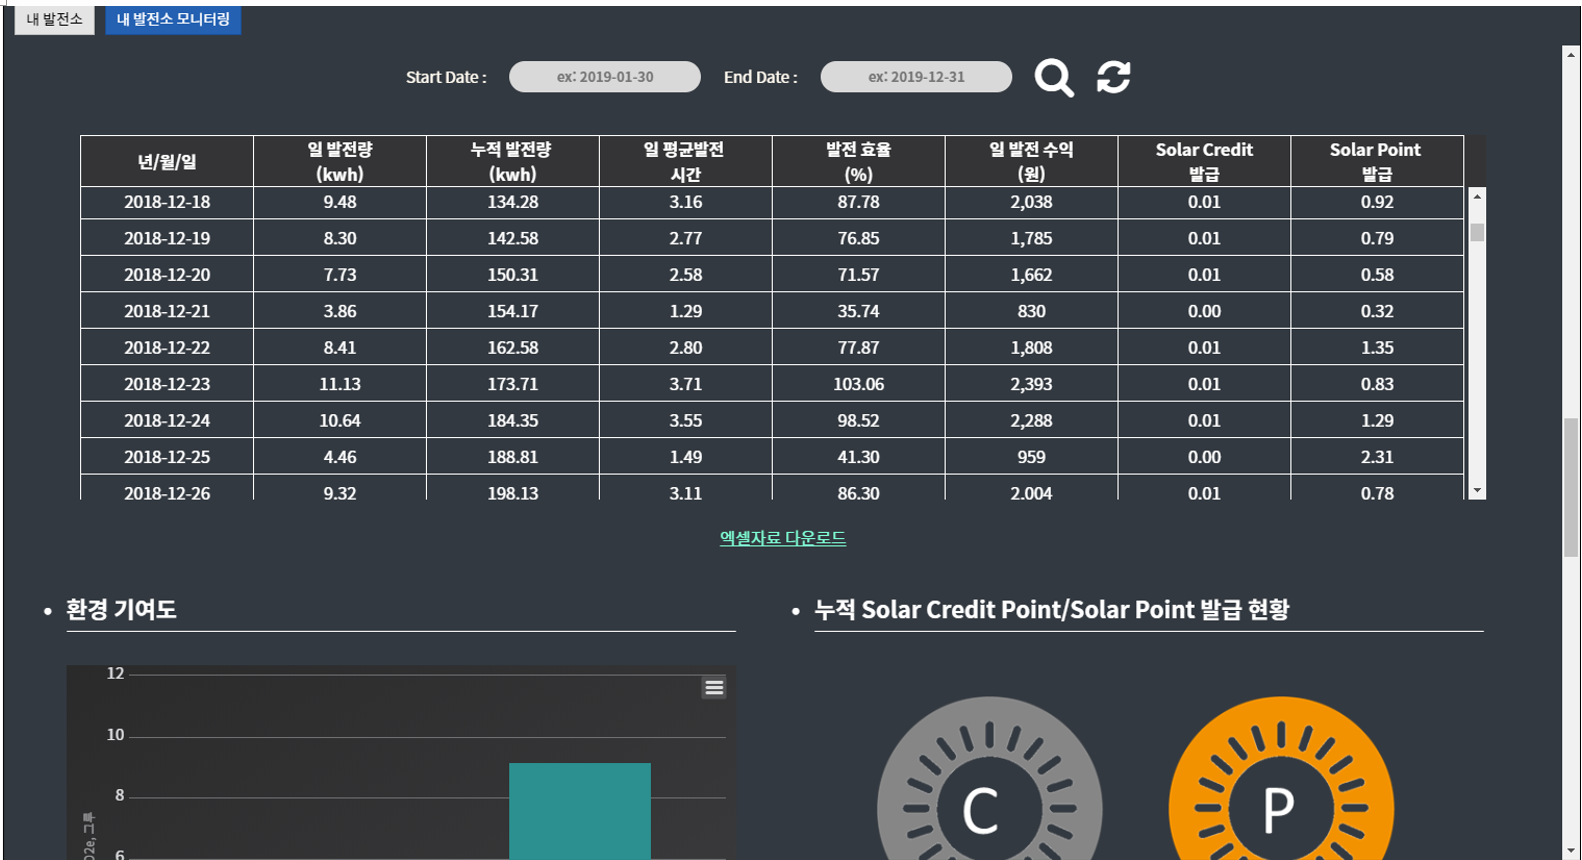 내 발전소 내 발전소 모니터링
Start Date : ex: 2019-01-30 End Date : ex: 2019-12-31
년/월/일 일 발전량 (kwh) 누적 발전량 (kwh) 일 평균발전 시간 발전 효율 (%) 일 발전 수익 (원) Solar Credit 발급 Solar Point 발급
2018-12-18 9.48 134.28 3.16 87.78 2,038 0.01 0.92
2018-12-19 8.30 142.58 2.77 76.85 1,785 0.01 0.79
2018-12-20 7.73 150.31 2.58 71.57 1,662 0.01 0.58
2018-12-21 3.86 154.17 1.29 35.74 830 0.00 0.32
2018-12-22 8.41 162.58 2.80 77.87 1,808 0.01 1.35
2018-12-23 11.13 173.71 3.71 103.06 2,393 0.01 0.83
2018-12-24 10.64 184.35 3.55 98.52 2,288 0.01 1.29
2018-12-25 4.46 188.81 1.49 41.30 959 0.00 2.31
2018-12-26 9.32 198.13 3.11 86.30 2,004 0.01 0.78
엑셀자료 다운로드
• 환경 기여도
12
10
8
6
O2e, 그루
• 누적 Solar Credit Point/Solar Point 발급 현황
C P